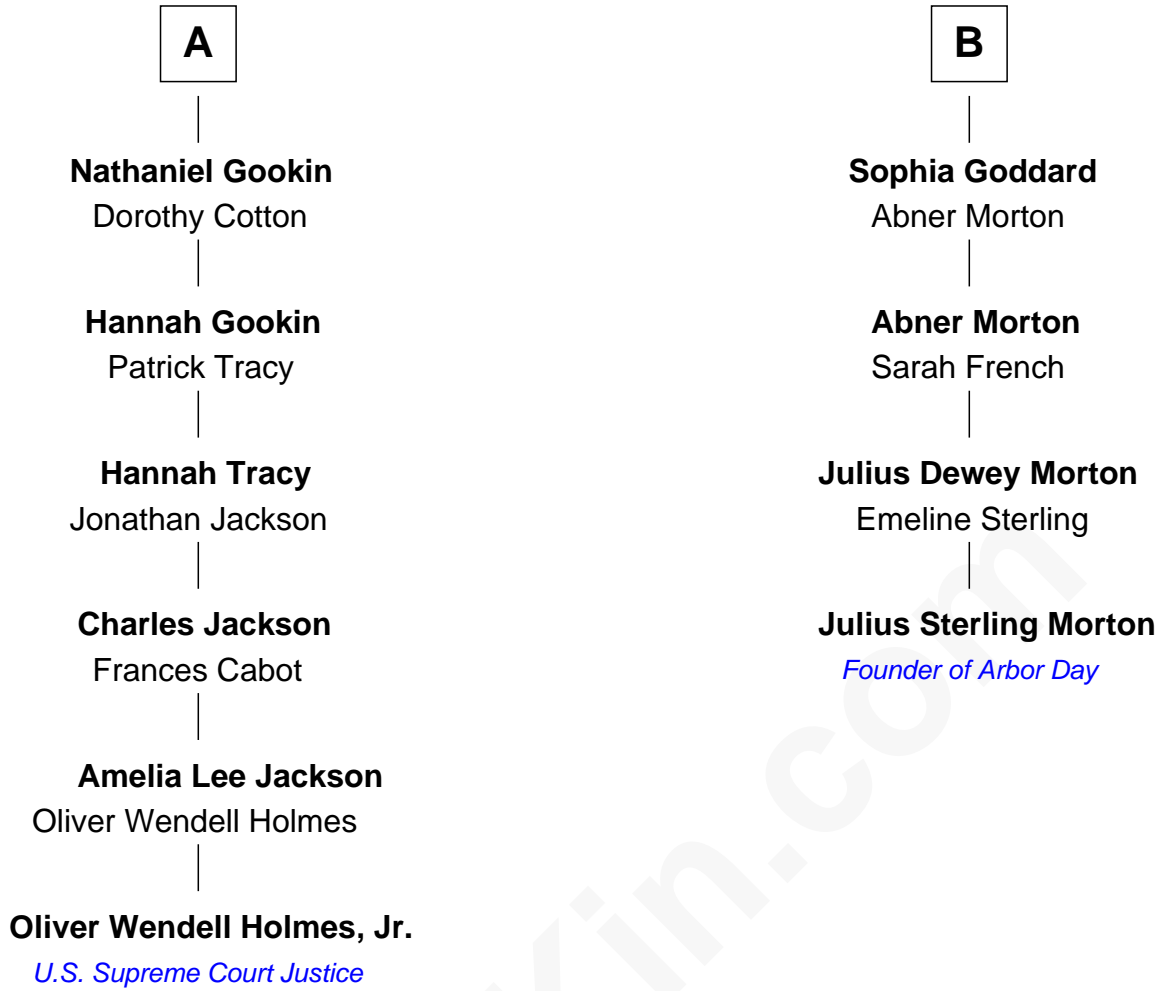 A
Nathaniel Gookin
Dorothy Cotton
Hannah Gookin
Patrick Tracy
Hannah Tracy
Jonathan Jackson
Charles Jackson
Frances Cabot
Amelia Lee Jackson
Oliver Wendell Holmes
Oliver Wendell Holmes, Jr.
U.S. Supreme Court Justice
B
Sophia Goddard
Abner Morton
Abner Morton
Sarah French
Julius Dewey Morton
Emeline Sterling
Julius Sterling Morton
Founder of Arbor Day